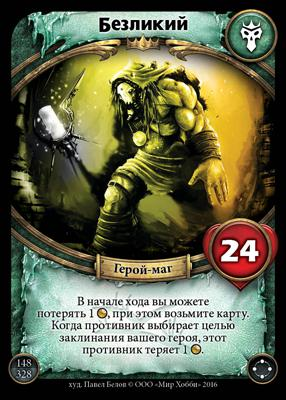 Безликий
24
Герой-маг
В начале хода вы можете
потерять 1 , при этом возьмите карту.
Когда противник выбирает целью
заклинания вашего героя, этот
противник теряет 1 .
148
328
худ. Павел Белов © ООО «Мир Хобби» 2016